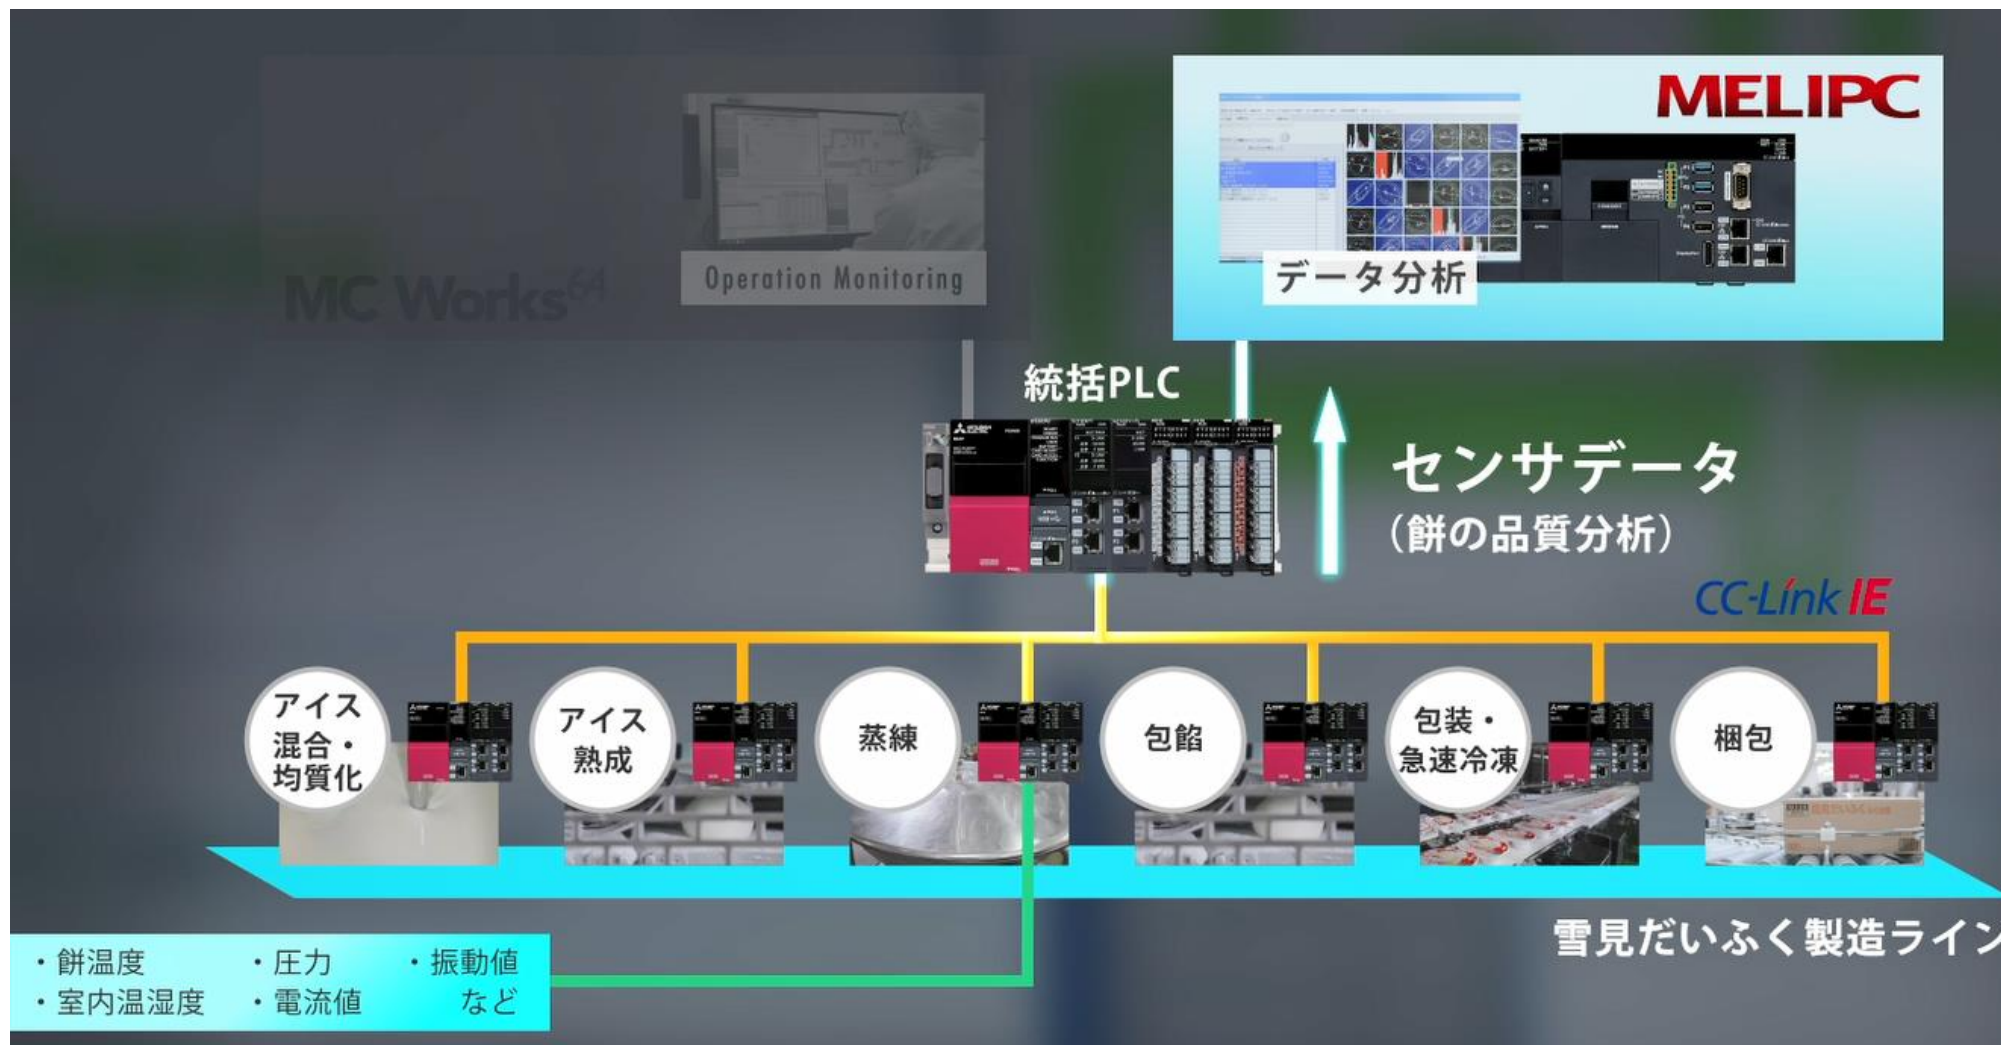 MELIPC
MC Works64
Operation Monitoring
データ分析
統括PLC
センサデータ
（餅の品質分析）
CC-Link IE
アイス
混合・
均質化
アイス
熟成
蒸練
包餡
包装・
急速冷凍
梱包
雪見だいふく製造ライン
・餅温度 ・圧力 ・振動値
・室内温湿度 ・電流値 など